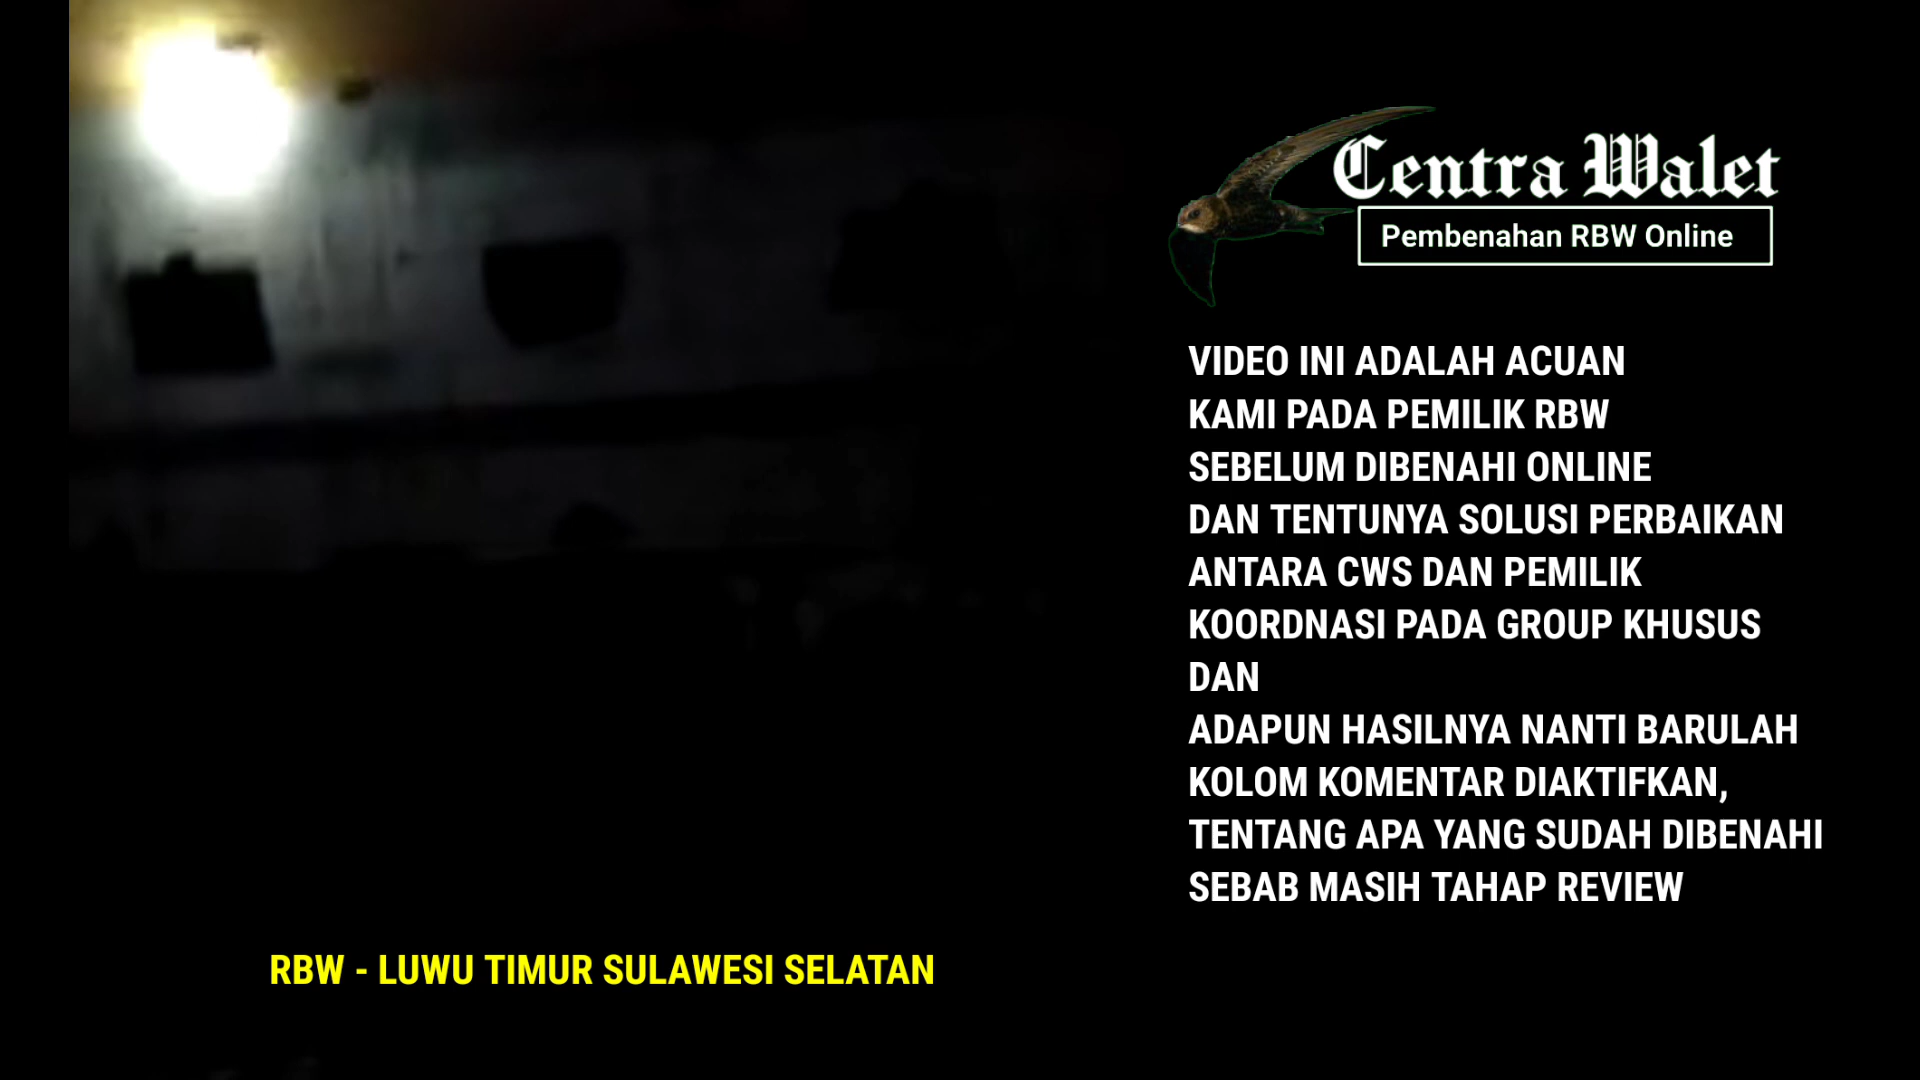 Centra Walet
Pembenahan RBW Online
VIDEO INI ADALAH ACUAN
KAMI PADA PEMILIK RBW
SEBELUM DIBENAHI ONLINE
DAN TENTUNYA SOLUSI PERBAIKAN
ANTARA CWS DAN PEMILIK
KOORDNASI PADA GROUP KHUSUS
DAN
ADAPUN HASILNYA NANTI BARULAH
KOLOM KOMENTAR DIAKTIFKAN,
TENTANG APA YANG SUDAH DIBENAHI
SEBAB MASIH TAHAP REVIEW
RBW - LUWU TIMUR SULAWESI SELATAN